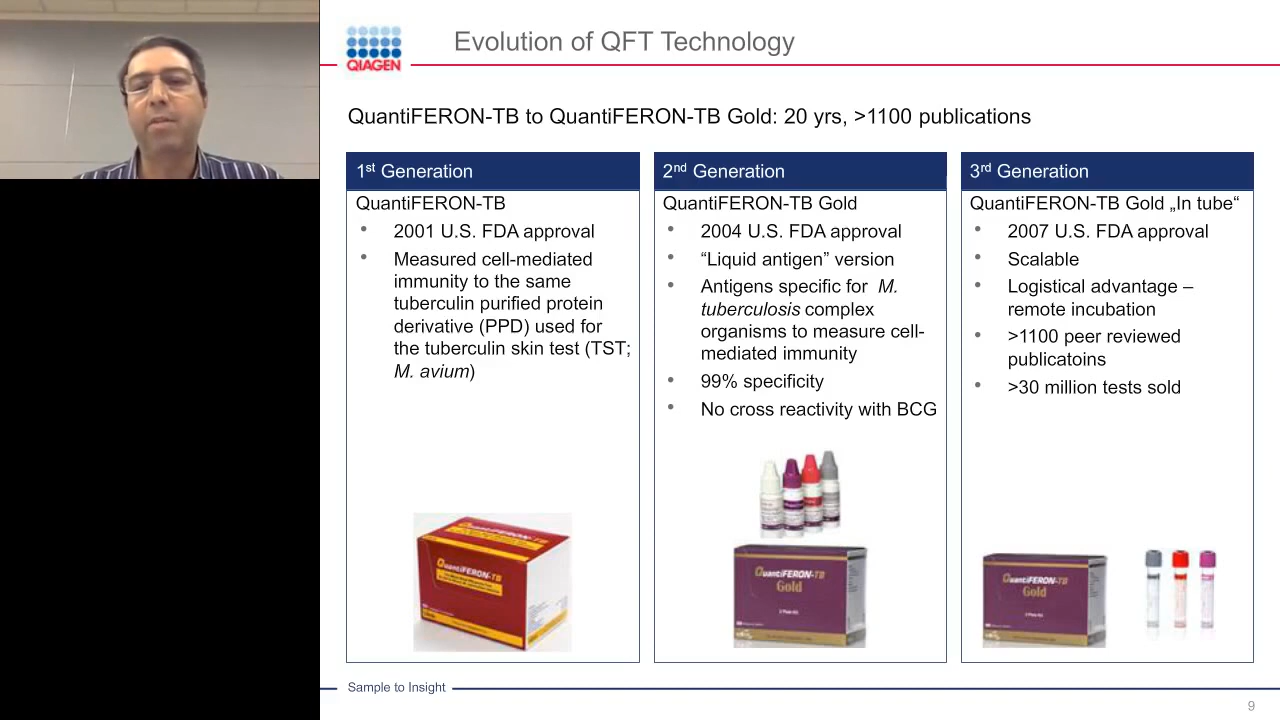 QIAGEN
Evolution of QFT Technology
QuantiFERON-TB to QuantiFERON-TB Gold: 20 yrs, >1100 publications
1st Generation
QuantiFERON-TB
• 2001 U.S. FDA approval
• Measured cell-mediated
immunity to the same
tuberculin purified protein
derivative (PPD) used for
the tuberculin skin test (TST;
M. avium)
QuantiFERON-TB
2nd Generation
QuantiFERON-TB Gold
• 2004 U.S. FDA approval
• “Liquid antigen” version
• Antigens specific for M.
tuberculosis complex
organisms to measure cell-
mediated immunity
• 99% specificity
• No cross reactivity with BCG
QuantiFERON-TB
Gold
3rd Generation
QuantiFERON-TB Gold „In tube“
• 2007 U.S. FDA approval
• Scalable
• Logistical advantage –
remote incubation
• >1100 peer reviewed
publicatoins
• >30 million tests sold
QuantiFERON-TB
Gold
Sample to Insight
9